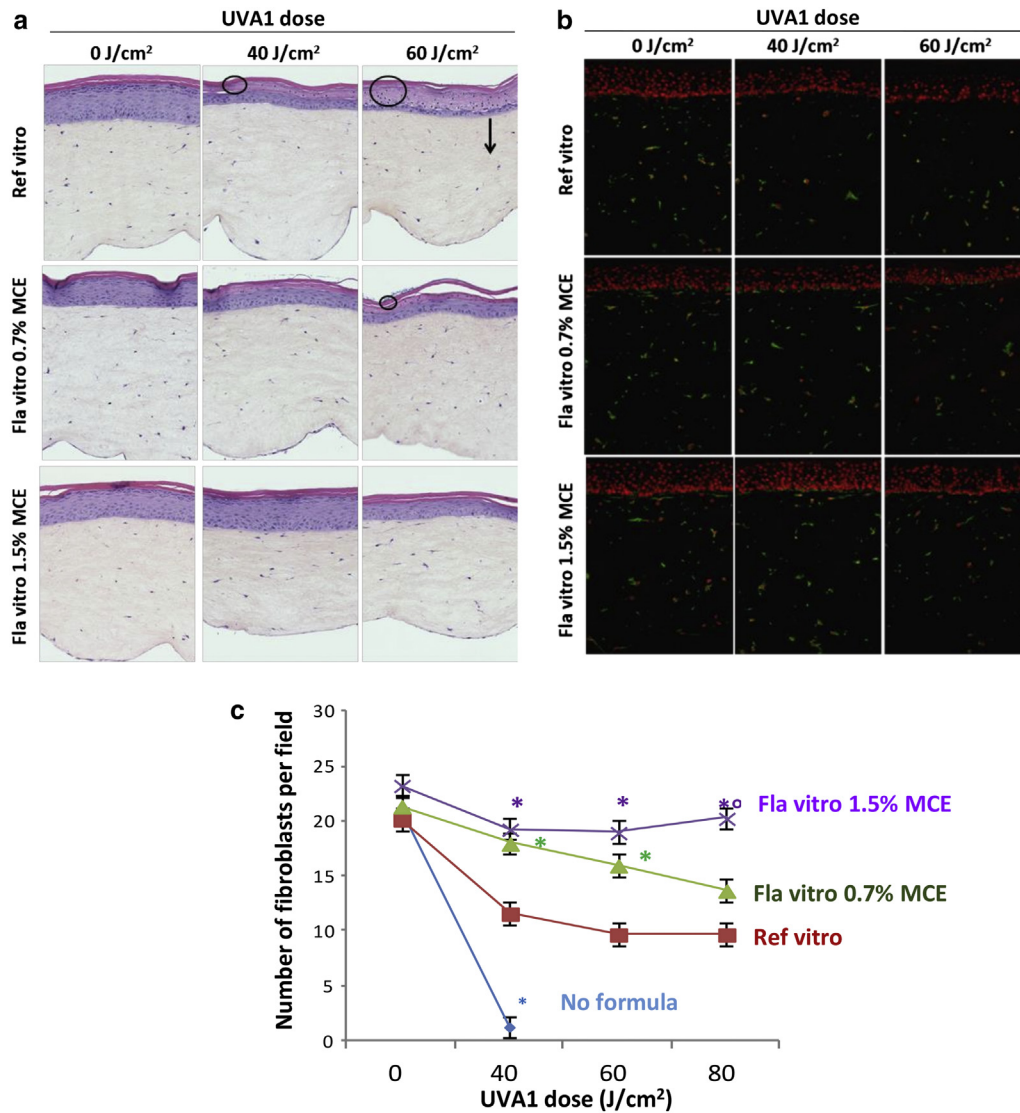 a
UVA1 dose
0 J/cm²
40 J/cm²
60 J/cm²
Ref vitro
Fla vitro 0.7% MCE
Fla vitro 1.5% MCE
b
UVA1 dose
0 J/cm²
40 J/cm²
60 J/cm²
Ref vitro
Fla vitro 0.7% MCE
Fla vitro 1.5% MCE
c
Number of fibroblasts per field
30
25
20
15
10
5
0
*
*
*°
Fla vitro 1.5% MCE
*
*
Fla vitro 0.7% MCE
Ref vitro
*
No formula
0
40
60
80
UVA1 dose (J/cm²)